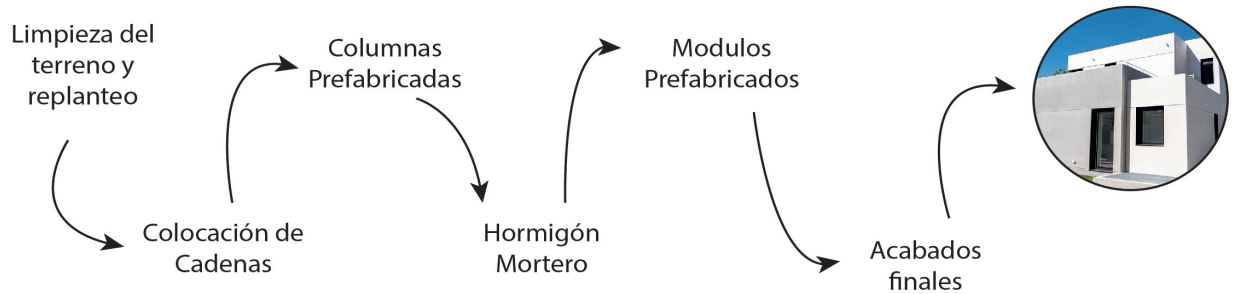 Limpieza del
terreno y
replanteo
Colocación de
Cadenas
Columnas
Prefabricadas
Hormigón
Mortero
Modulos
Prefabricados
Acabados
finales